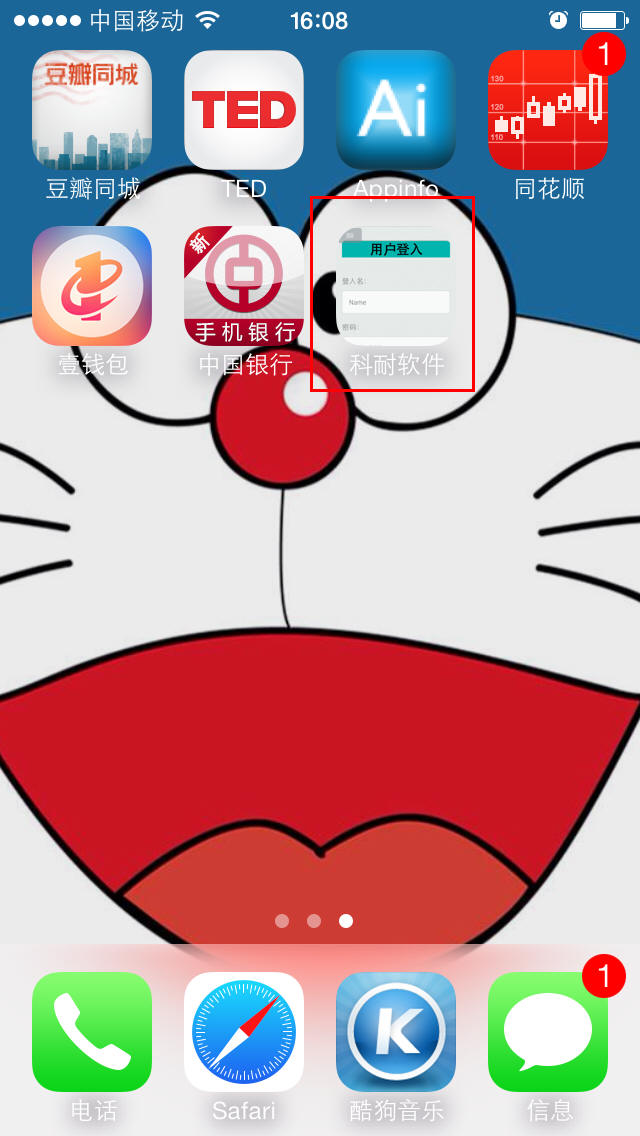 中国移动 16:08
豆瓣同城 TED Ai 130 120 110 1
豆瓣同城 TED Appinfo 同花顺
新 手机银行 用户登入 登入名: Name 密码:
壹钱包 中国银行 科耐软件
K 1
电话 Safari 酷狗音乐 信息